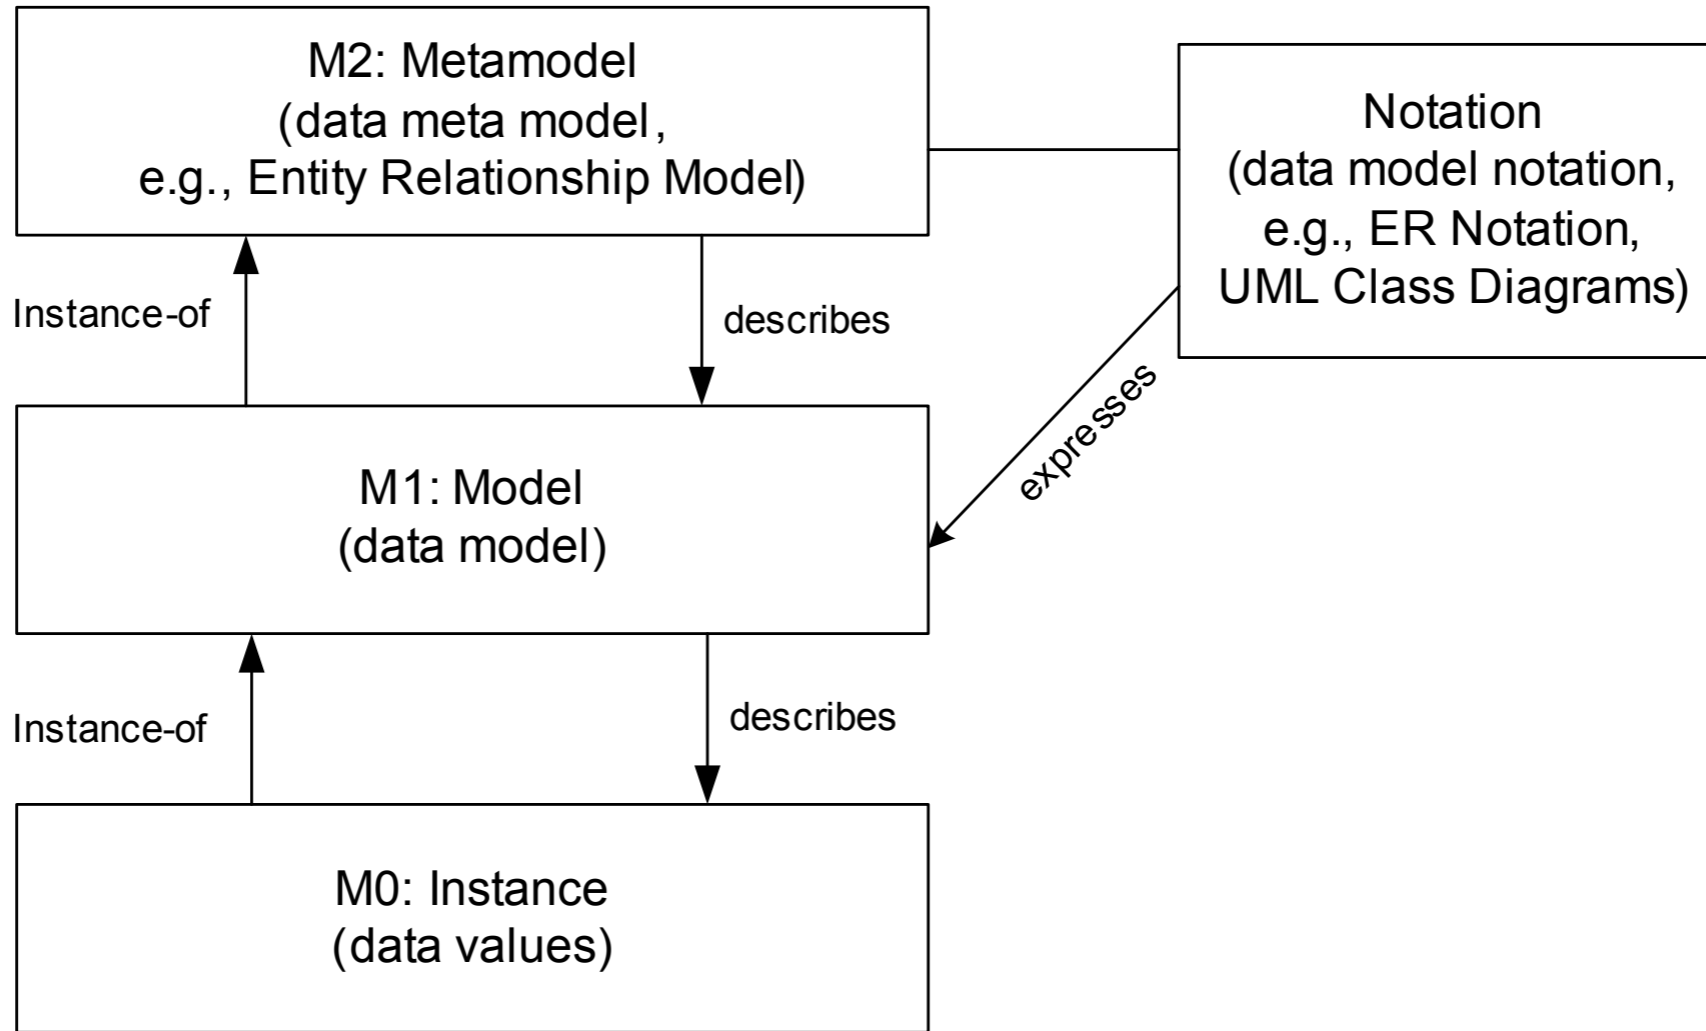 M2: Metamodel
(data meta model,
e.g., Entity Relationship Model)
Notation
(data model notation,
e.g., ER Notation,
UML Class Diagrams)
Instance-of
describes
expresses
M1: Model
(data model)
Instance-of
describes
M0: Instance
(data values)